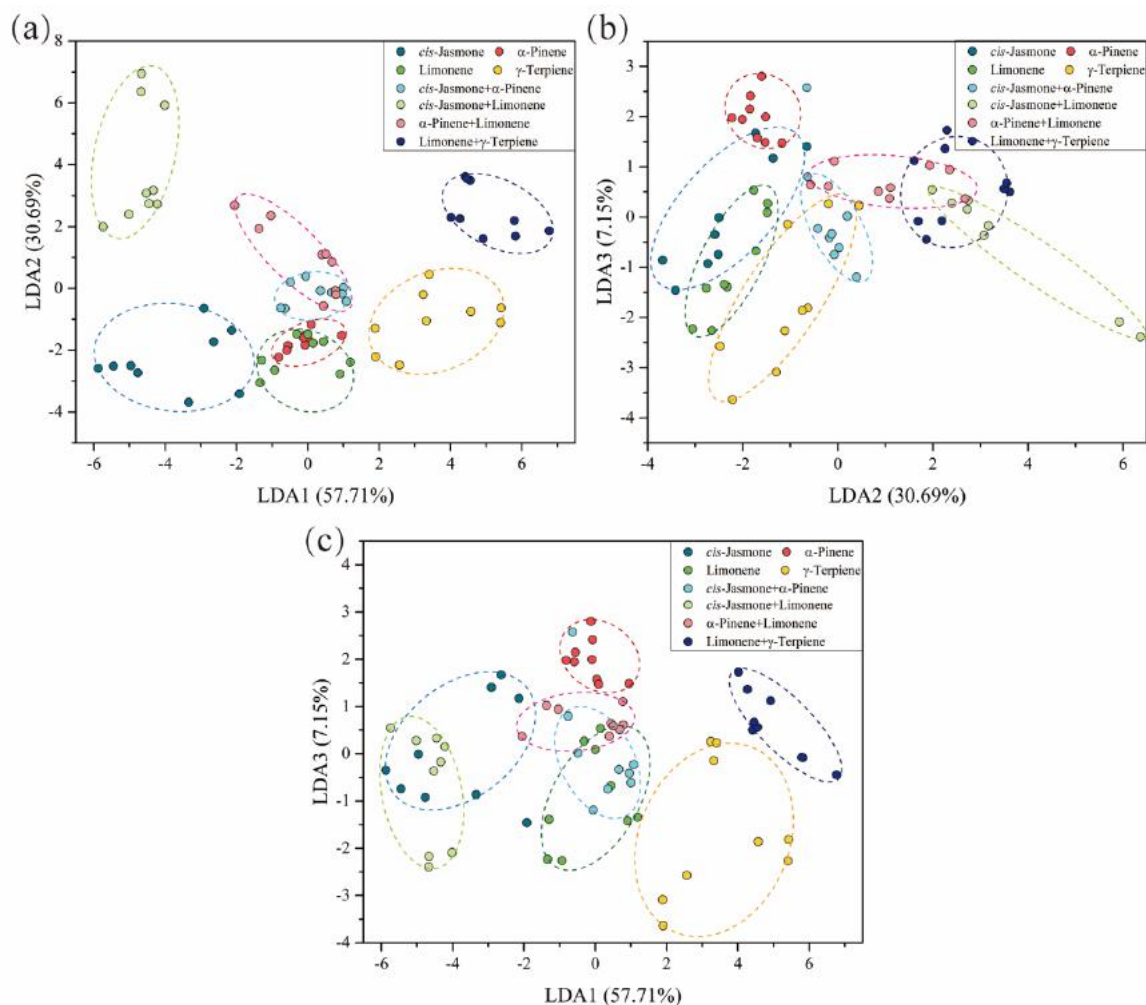 (a)
cis-Jasmone α-Pinene
Limonene γ-Terpiene
cis-Jasmone+α-Pinene
cis-Jasmone+Limonene
α-Pinene+Limonene
Limonene+γ-Terpiene
8
6
4
2
0
-2
-4
LDA2 (30.69%)
-6 -4 -2 0 2 4 6
LDA1 (57.71%)
(b)
cis-Jasmone α-Pinene
Limonene γ-Terpiene
cis-Jasmone+α-Pinene
cis-Jasmone+Limonene
α-Pinene+Limonene
Limonene+γ-Terpiene
3
2
1
0
-1
-2
-3
-4
LDA3 (7.15%)
-4 -2 0 2 4 6
LDA2 (30.69%)
(c)
cis-Jasmone α-Pinene
Limonene γ-Terpiene
cis-Jasmone+α-Pinene
cis-Jasmone+Limonene
α-Pinene+Limonene
Limonene+γ-Terpiene
4
3
2
1
0
-1
-2
-3
-4
LDA3 (7.15%)
-6 -4 -2 0 2 4 6
LDA1 (57.71%)